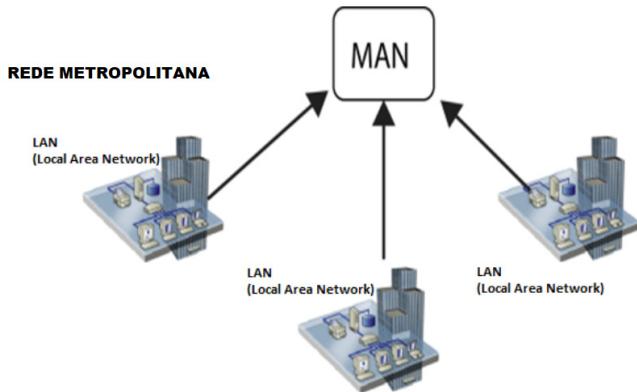 MAN
REDE METROPOLITANA
LAN
(Local Area Network)
LAN
(Local Area Network)
LAN
(Local Area Network)